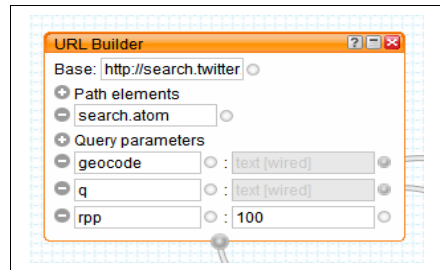 URL Builder ?
Base: http://search.twitter
Path elements
search.atom
Query parameters
geocode : text [wired]
q : text [wired]
rpp : 100